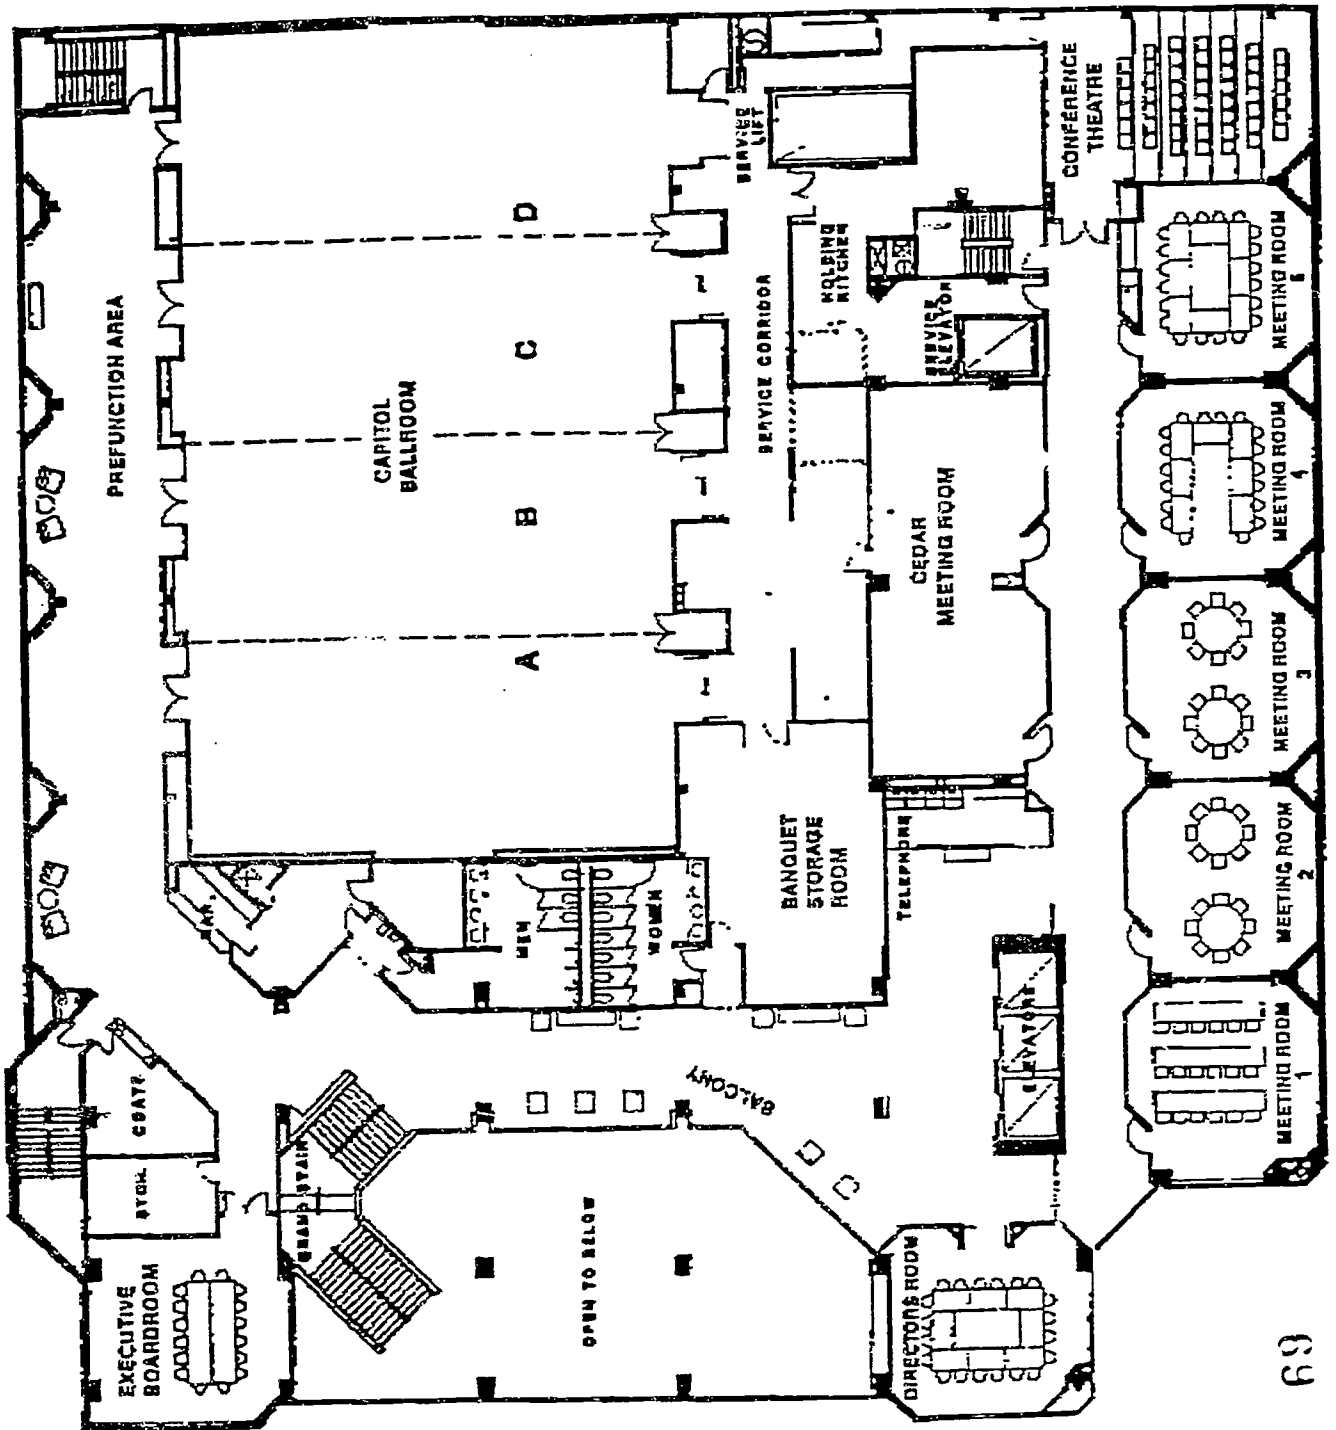 PREFUNCTION AREA
CAPITOL
BALLROOM
A
B
C
D
SERVICE
LIFT
SERVICE CORRIDOR
HOLDING
KITCHEN
SERVICE
ELEVATOR
CONFERENCE
THEATRE
CEDAR
MEETING ROOM
MEETING ROOM
5
MEETING ROOM
4
MEETING ROOM
3
MEETING ROOM
2
MEETING ROOM
1
BANQUET
STORAGE
ROOM
TELEPHONE
MEN
WOMEN
ELEVATORS
BALCONY
GRAND STAIR
OPEN TO BELOW
EXECUTIVE
BOARDROOM
DIRECTORS ROOM
69